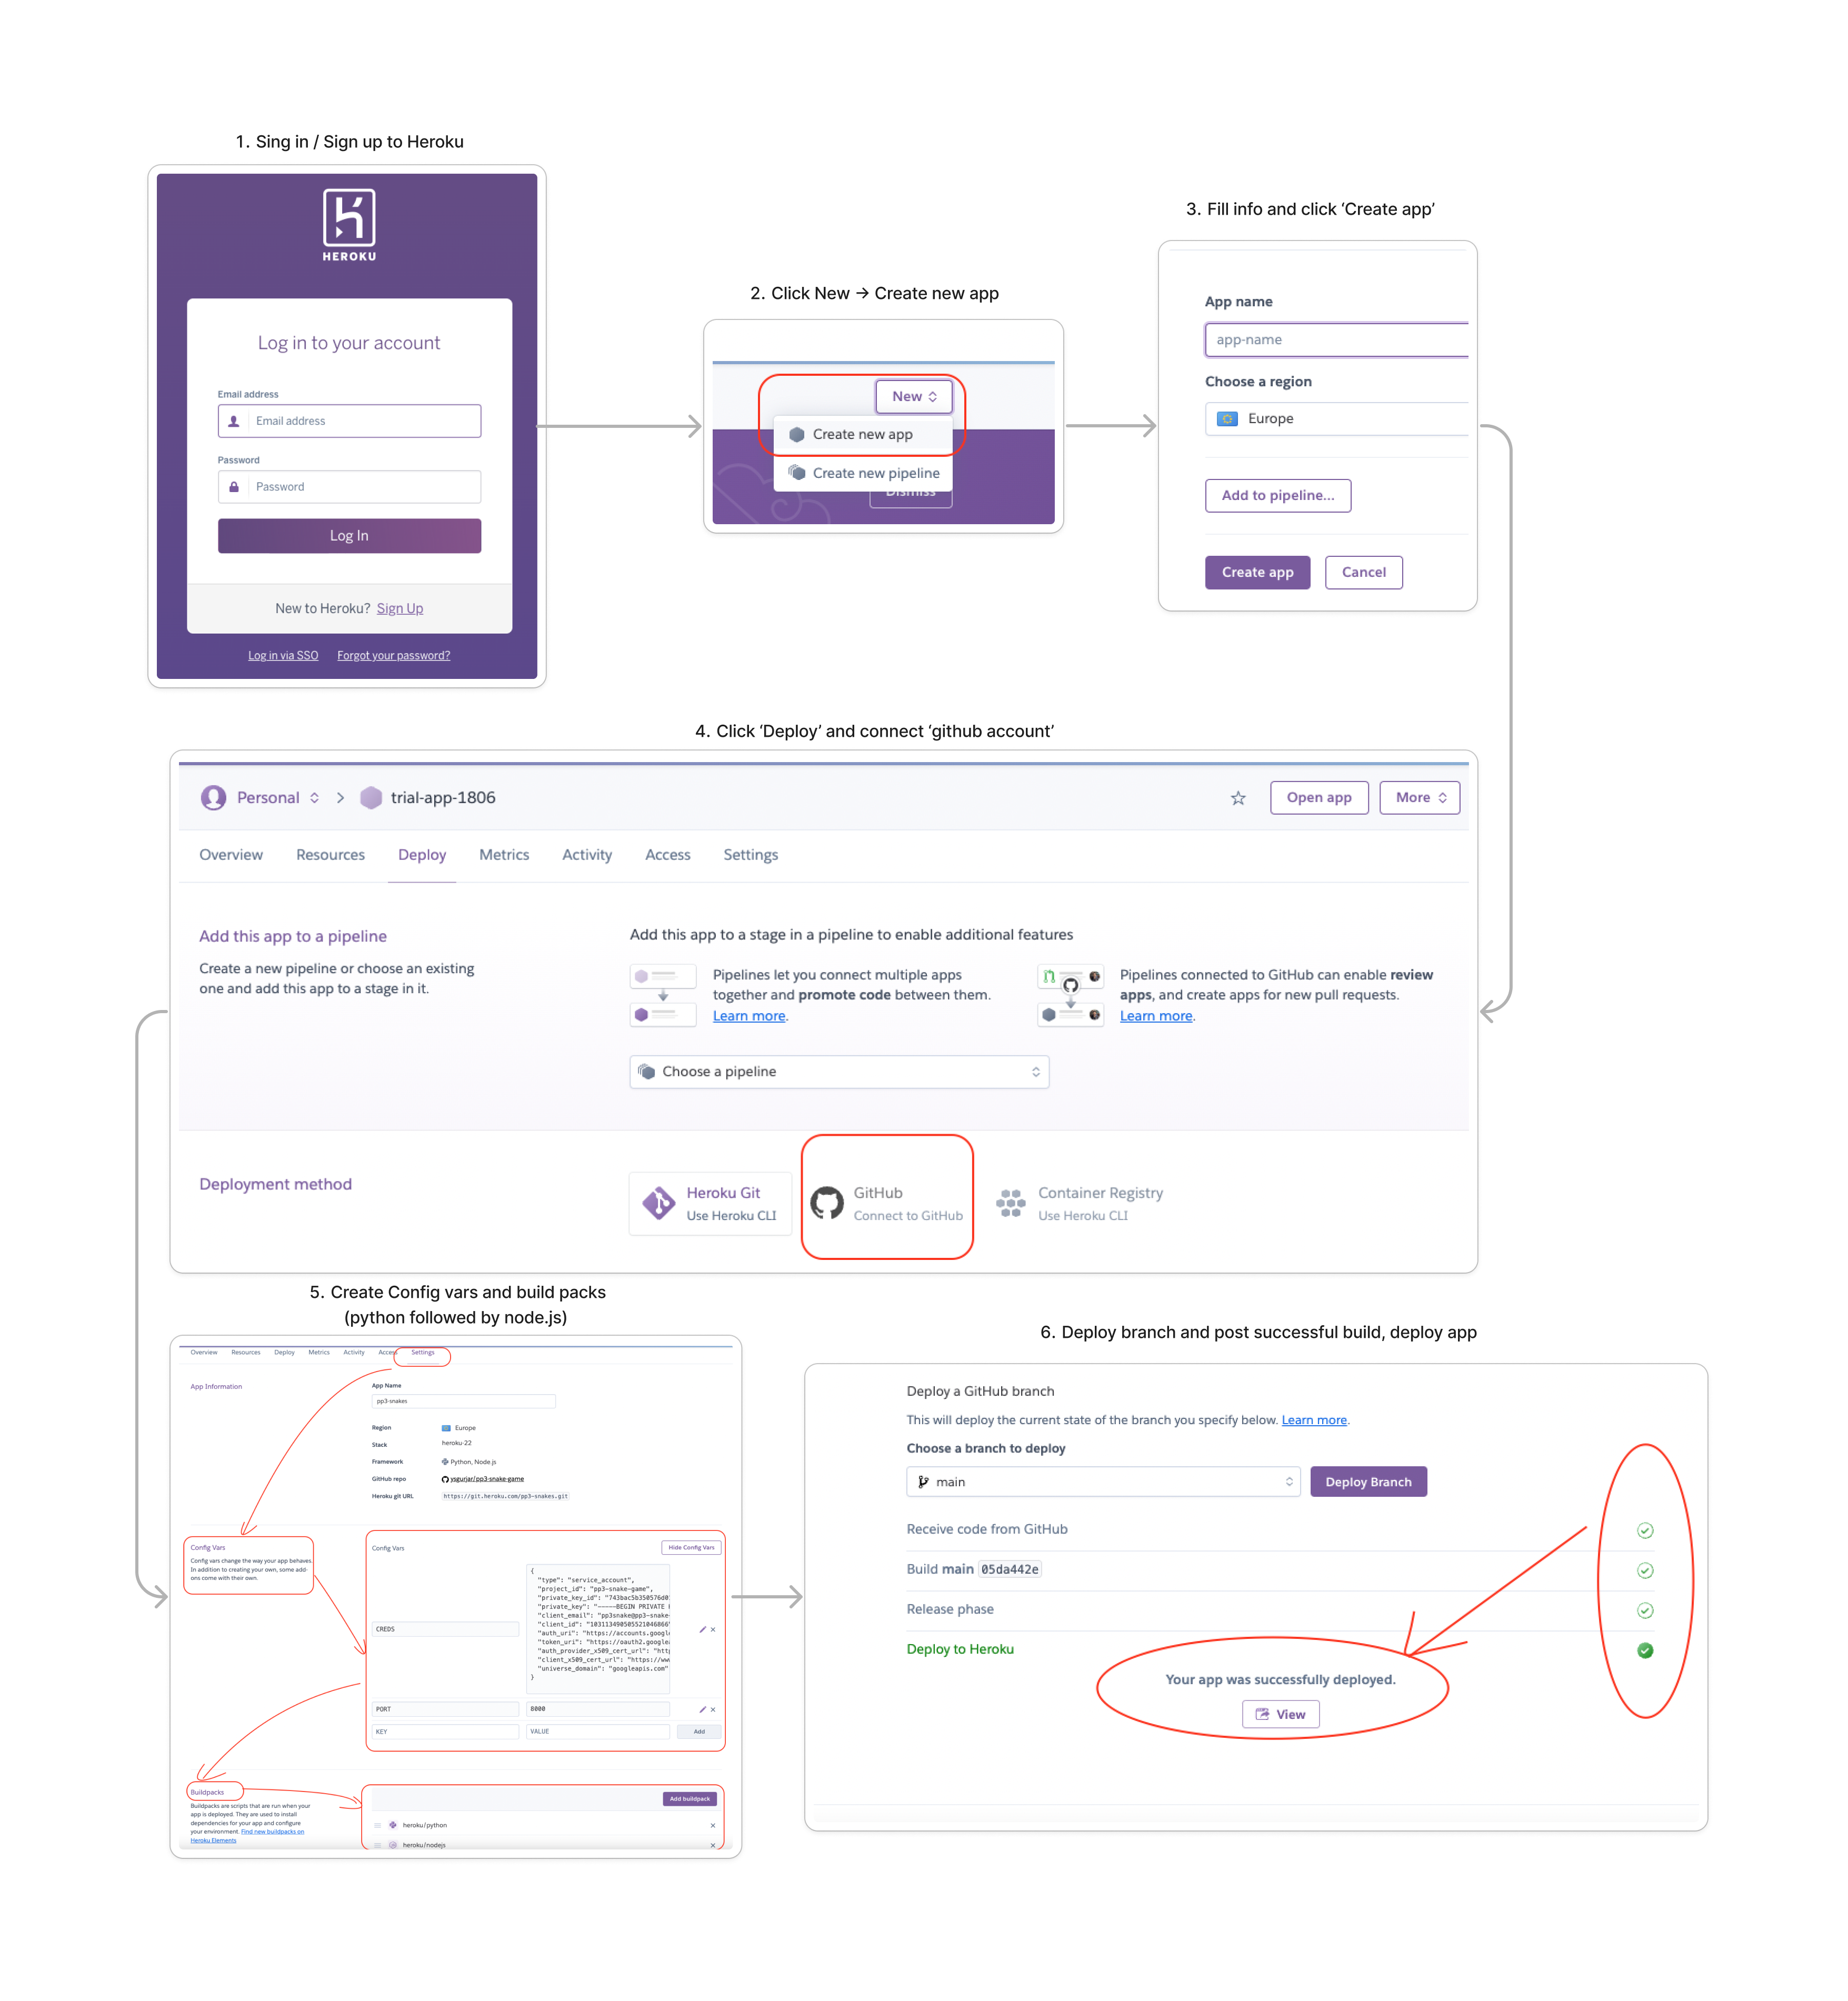 1. Sing in / Sign up to Heroku
HEROKU
Log in to your account
Email address
Email address
Password
Password
Log In
New to Heroku? Sign Up
Log in via SSO Forgot your password?
2. Click New → Create new app
New
Create new app
Create new pipeline
Dismiss
3. Fill info and click ‘Create app’
App name
app-name
Choose a region
Europe
Add to pipeline...
Create app Cancel
4. Click ‘Deploy’ and connect ‘github account’
Personal > trial-app-1806 Open app More
Overview Resources Deploy Metrics Activity Access Settings
Add this app to a pipeline
Create a new pipeline or choose an existing
one and add this app to a stage in it.
Add this app to a stage in a pipeline to enable additional features
Pipelines let you connect multiple apps
together and promote code between them.
Learn more.
Pipelines connected to GitHub can enable review
apps, and create apps for new pull requests.
Learn more.
Choose a pipeline
Deployment method
Heroku Git
Use Heroku CLI
GitHub
Connect to GitHub
Container Registry
Use Heroku CLI
5. Create Config vars and build packs
(python followed by node.js)
Overview Resources Deploy Metrics Activity Access Settings
App Information
App Name
pp3-snakes
Region Europe
Stack heroku-22
Framework Python, Node.js
GitHub repo ysgurjar/pp3-snake-game
Heroku git URL https://git.heroku.com/pp3-snakes.git
Config Vars
Config vars change the way your app behaves.
In addition to creating your own, some add-
ons come with their own.
Config Vars Hide Config Vars
CREDS
{
"type": "service_account",
"project_id": "pp3-snake-game",
"private_key_id": "743bac5b350576d0
"private_key": "-----BEGIN PRIVATE
"client_email": "pp3snake@pp3-snake-
"client_id": "103113490505521046866
"auth_uri": "https://accounts.googl
"token_uri": "https://oauth2.google
"auth_provider_x509_cert_url": "htt
"client_x509_cert_url": "https://ww
"universe_domain": "googleapis.com"
}
PORT 8000
KEY VALUE Add
Buildpacks
Buildpacks are scripts that are run when your
app is deployed. They are used to install
dependencies for your app and configure
your environment. Find new buildpacks on
Heroku Elements
Add buildpack
heroku/python
heroku/nodejs
6. Deploy branch and post successful build, deploy app
Deploy a GitHub branch
This will deploy the current state of the branch you specify below. Learn more.
Choose a branch to deploy
main Deploy Branch
Receive code from GitHub
Build main 05da442e
Release phase
Deploy to Heroku
Your app was successfully deployed.
View